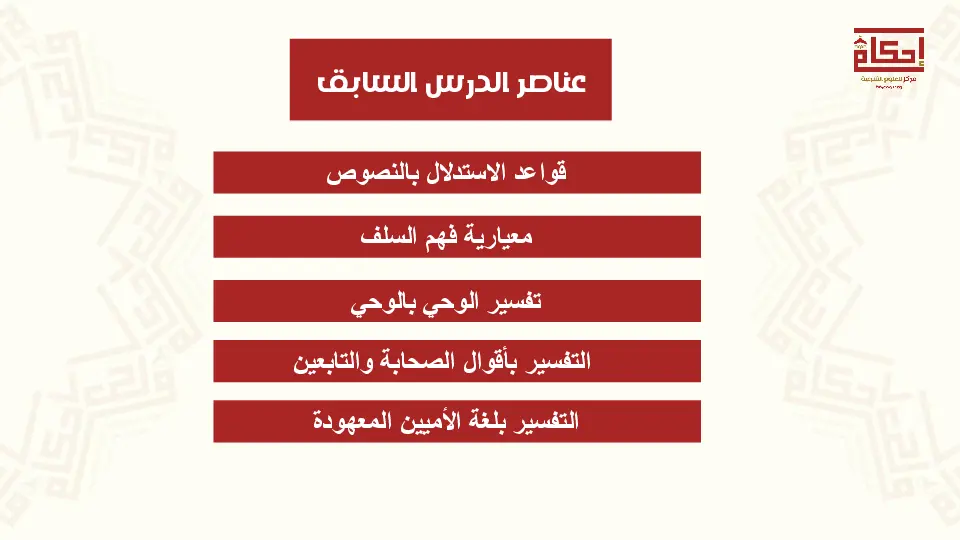 إحكام
مركز للعلوم الشرعية
عناصر الدرس السابق
قواعد الاستدلال بالنصوص
معيارية فهم السلف
تفسير الوحي بالوحي
التفسير بأقوال الصحابة والتابعين
التفسير بلغة الأميين المعهودة